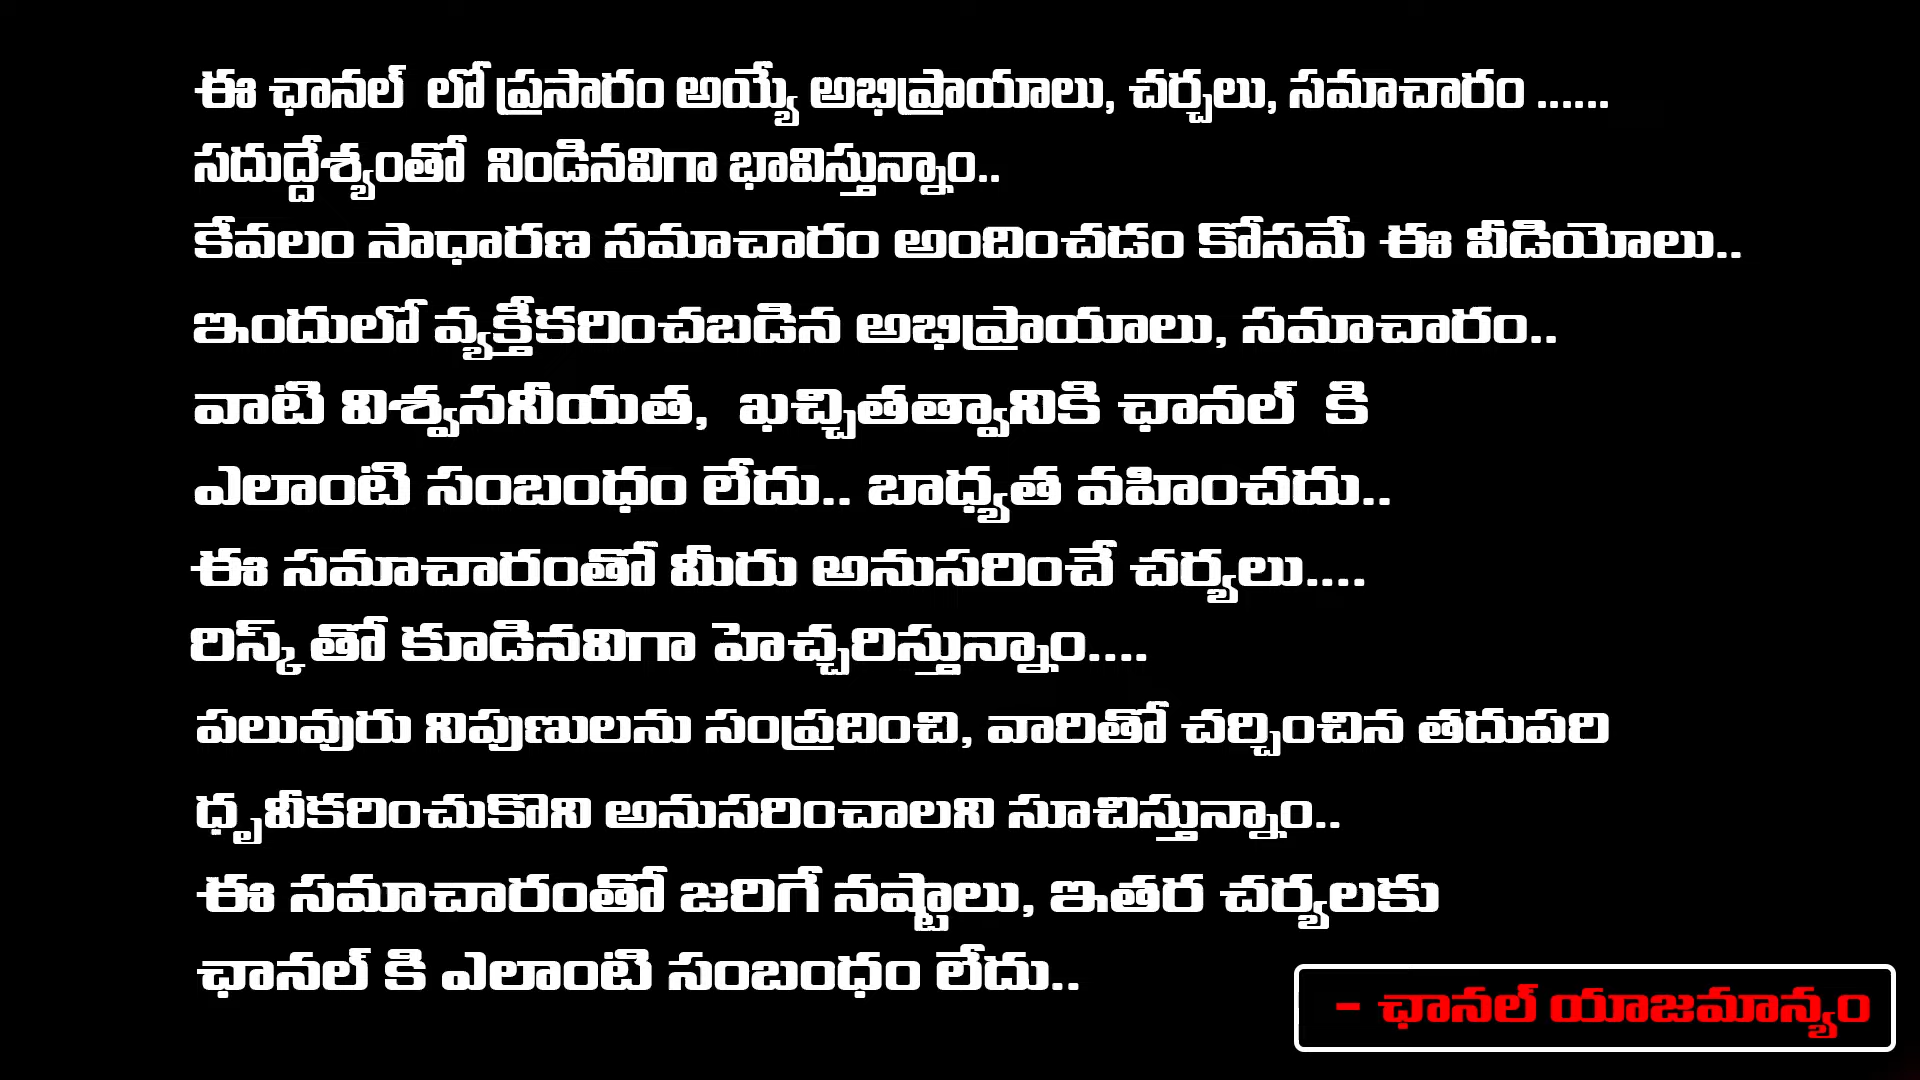 ఈ ఛానల్ లో ప్రసారం అయ్యే అభిప్రాయాలు, చర్చలు, సమాచారం ......
సదుద్దేశ్యంతో నిండినవిగా భావిస్తున్నాం..
కేవలం సాధారణ సమాచారం అందించడం కోసమే ఈ వీడియోలు..
ఇందులో వ్యక్తీకరించబడిన అభిప్రాయాలు, సమాచారం..
వాటి విశ్వసనీయత, ఖచ్చితత్వానికి ఛానల్ కి
ఎలాంటి సంబంధం లేదు.. బాధ్యత వహించదు..
ఈ సమాచారంతో మీరు అనుసరించే చర్యలు....
రిస్క్ తో కూడినవిగా హెచ్చరిస్తున్నాం....
పలువురు నిపుణులను సంప్రదించి, వారితో చర్చించిన తదుపరి
ధృవీకరించుకొని అనుసరించాలని సూచిస్తున్నాం..
ఈ సమాచారంతో జరిగే నష్టాలు, ఇతర చర్యలకు
ఛానల్ కి ఎలాంటి సంబంధం లేదు..
- ఛానల్ యాజమాన్యం